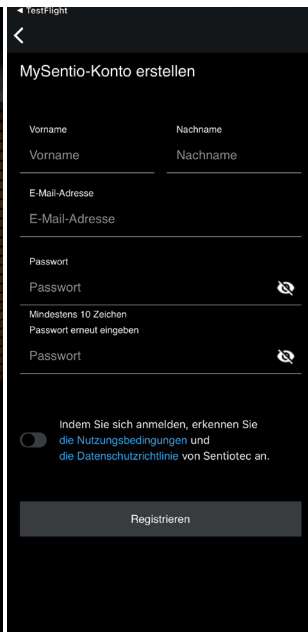 ◄ TestFlight
MySentio-Konto erstellen
Vorname Nachname
Vorname Nachname
E-Mail-Adresse
E-Mail-Adresse
Passwort
Passwort
Mindestens 10 Zeichen
Passwort erneut eingeben
Passwort
Indem Sie sich anmelden, erkennen Sie
die Nutzungsbedingungen und
die Datenschutzrichtlinie von Sentiotec an.
Registrieren